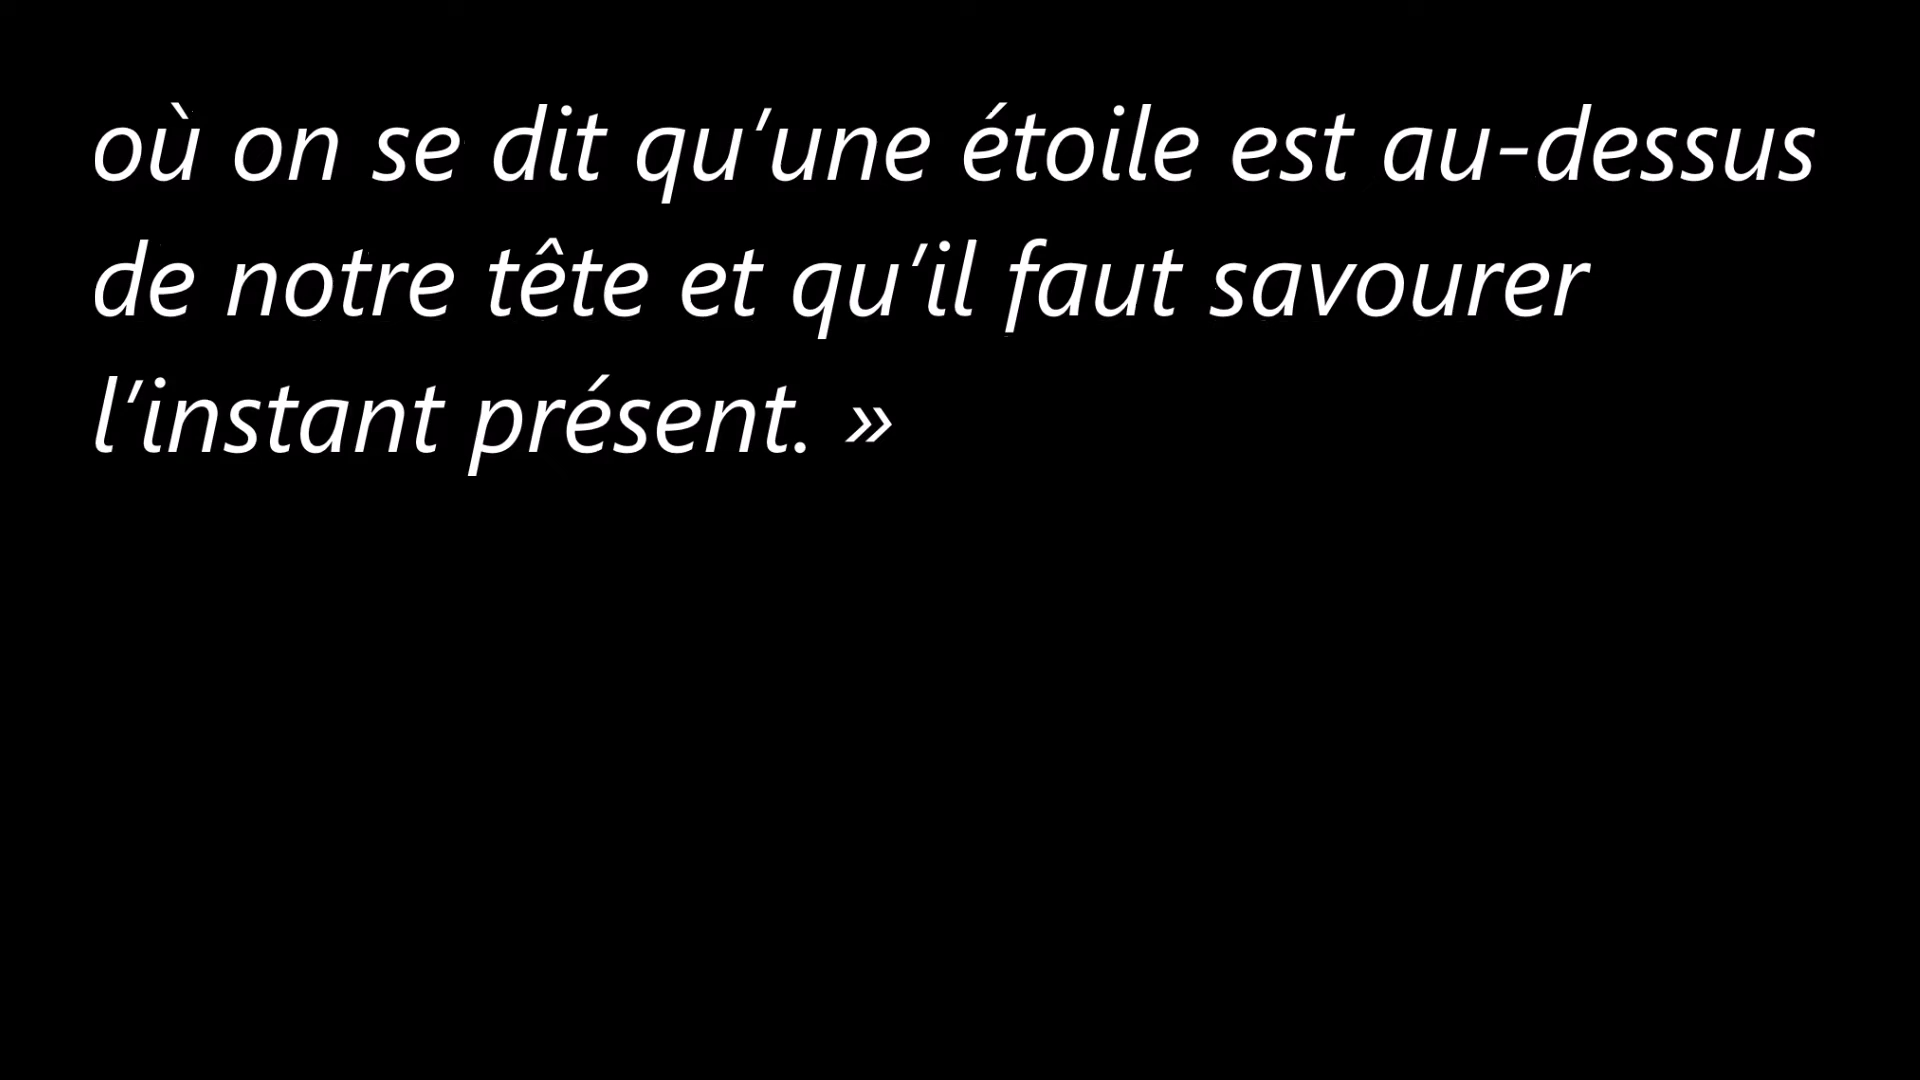 où on se dit qu’une étoile est au-dessus
de notre tête et qu’il faut savourer
l’instant présent. »